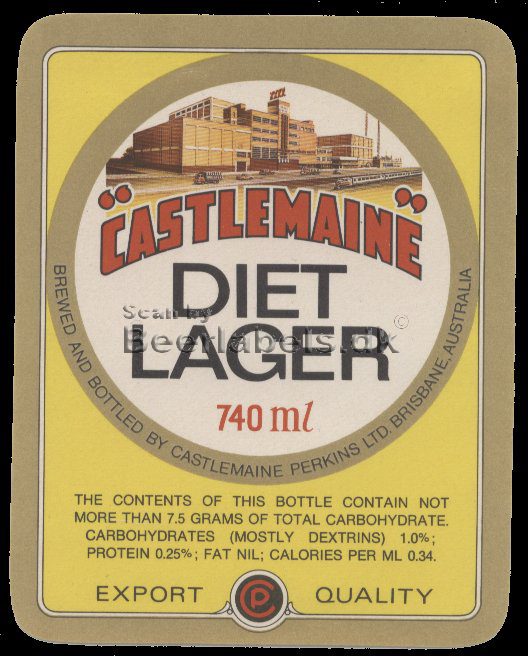 XXXX
"CASTLEMAINE"
DIET
LAGER
Scan by
Beerlabels.dk
©
740 ml
BREWED AND BOTTLED BY CASTLEMAINE PERKINS LTD. BRISBANE, AUSTRALIA
THE CONTENTS OF THIS BOTTLE CONTAIN NOT
MORE THAN 7.5 GRAMS OF TOTAL CARBOHYDRATE.
CARBOHYDRATES (MOSTLY DEXTRINS) 1.0%;
PROTEIN 0.25%; FAT NIL; CALORIES PER ML 0.34.
EXPORT CP QUALITY